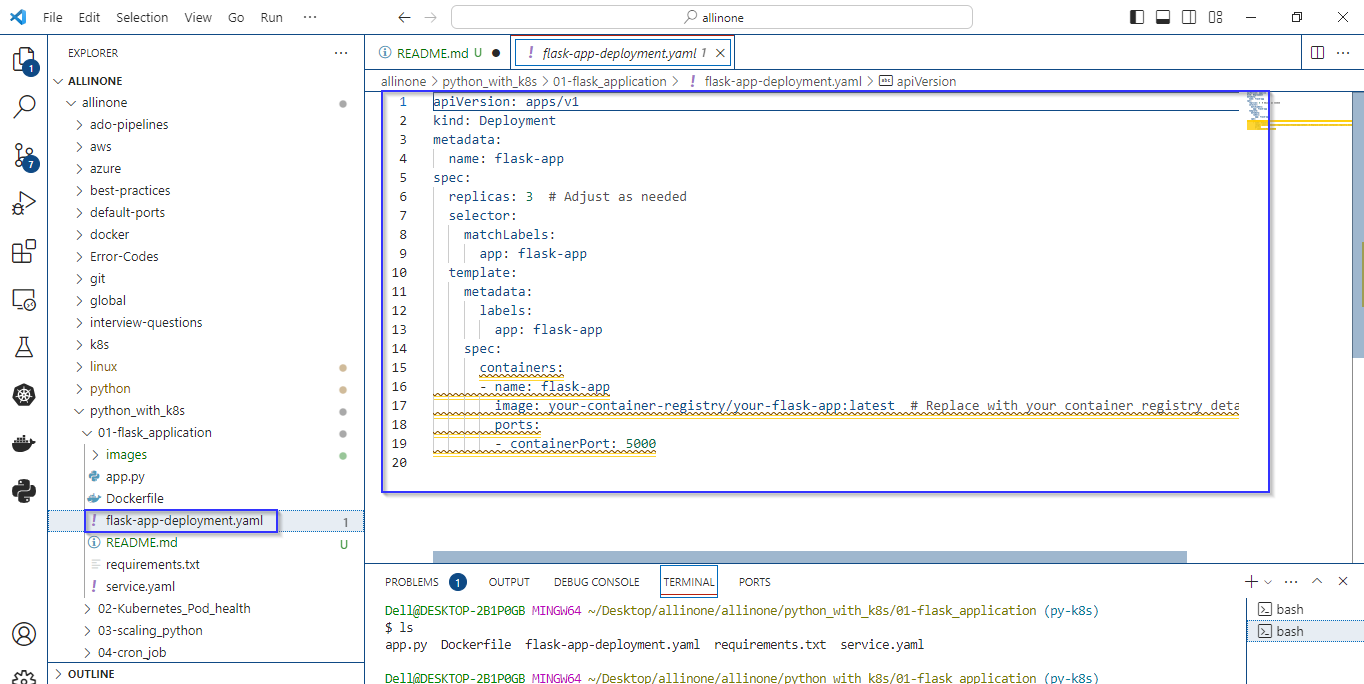 File Edit Selection View Go Run ··· allinone
EXPLORER ···
ALLINONE
allinone
ado-pipelines
aws
azure
best-practices
default-ports
docker
Error-Codes
git
global
interview-questions
k8s
linux
python
python_with_k8s
01-flask_application
images
app.py
Dockerfile
flask-app-deployment.yaml 1
README.md U
requirements.txt
service.yaml
02-Kubernetes_Pod_health
03-scaling_python
04-cron_job
OUTLINE
1
7
README.md U ● ! flask-app-deployment.yaml 1 ×
allinone > python_with_k8s > 01-flask_application > ! flask-app-deployment.yaml > abc apiVersion
1 apiVersion: apps/v1
2 kind: Deployment
3 metadata:
4 name: flask-app
5 spec:
6 replicas: 3 # Adjust as needed
7 selector:
8 matchLabels:
9 app: flask-app
10 template:
11 metadata:
12 labels:
13 app: flask-app
14 spec:
15 containers:
16 - name: flask-app
17 image: your-container-registry/your-flask-app:latest # Replace with your container registry deta
18 ports:
19 - containerPort: 5000
20
PROBLEMS 1 OUTPUT DEBUG CONSOLE TERMINAL PORTS
Dell@DESKTOP-2B1P0GB MINGW64 ~/Desktop/allinone/allinone/python_with_k8s/01-flask_application (py-k8s)
$ ls
app.py Dockerfile flask-app-deployment.yaml requirements.txt service.yaml
Dell@DESKTOP-2B1P0GB MINGW64 ~/Desktop/allinone/allinone/python_with_k8s/01-flask_application (py-k8s)
bash
bash